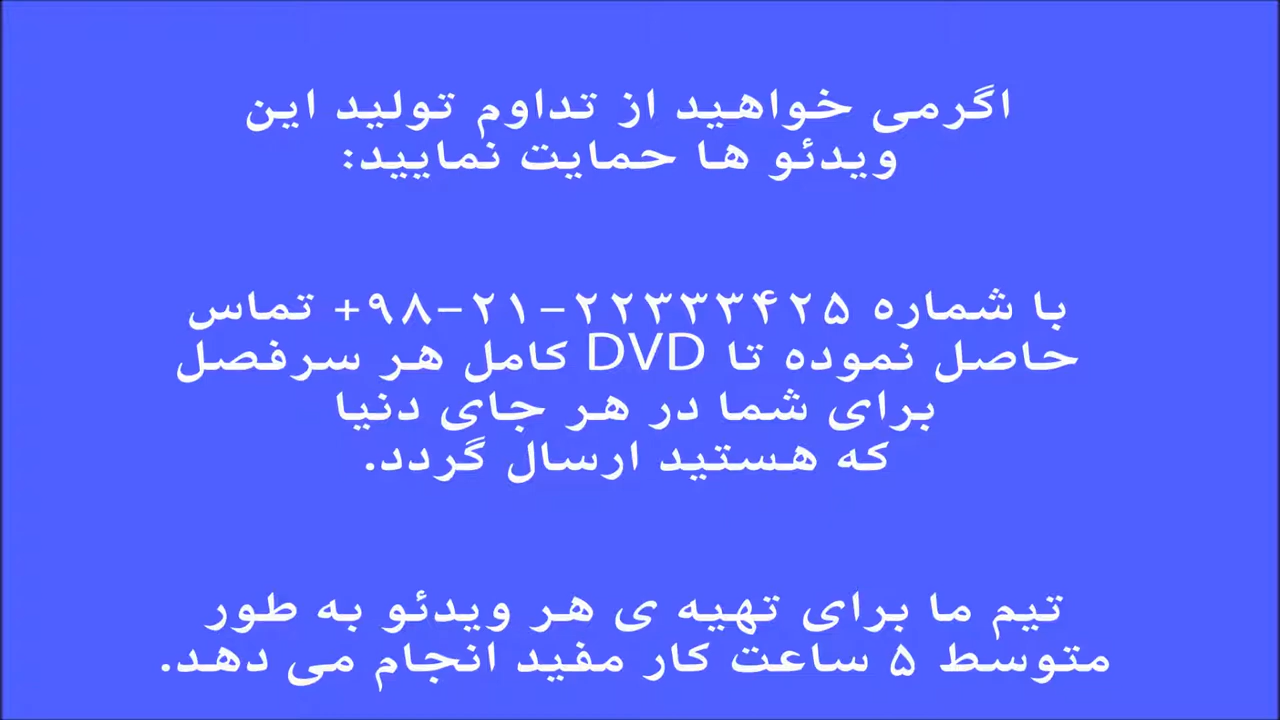 اگرمی خواهید از تداوم تولید این
ویدئو ها حمایت نمایید:
با شماره ۲۲۳۳۳۴۲۵-۲۱-۹۸+ تماس
حاصل نموده تا DVD کامل هر سرفصل
برای شما در هر جای دنیا
که هستید ارسال گردد.
تیم ما برای تهیه ی هر ویدئو به طور
متوسط ۵ ساعت کار مفید انجام می دهد.